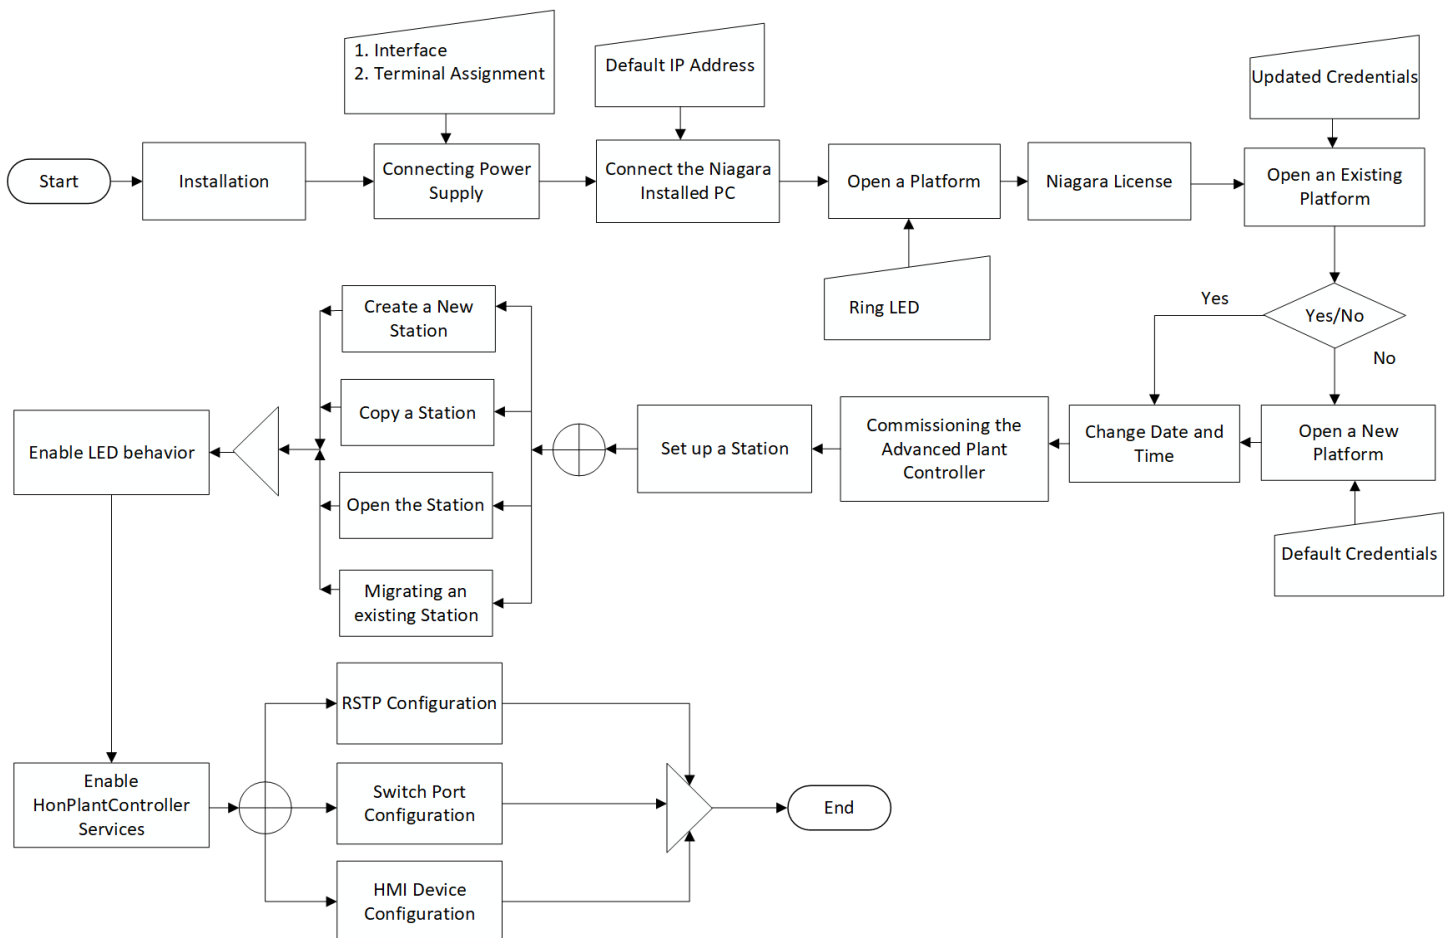 1. Interface
2. Terminal Assignment
Default IP Address
Updated Credentials
Start
Installation
Connecting Power
Supply
Connect the Niagara
Installed PC
Open a Platform
Niagara License
Open an Existing
Platform
Ring LED
Yes
Yes/No
No
Create a New
Station
Copy a Station
Open the Station
Migrating an
existing Station
Enable LED behavior
Set up a Station
Commissioning the
Advanced Plant
Controller
Change Date and
Time
Open a New
Platform
Default Credentials
RSTP Configuration
Enable
HonPlantController
Services
Switch Port
Configuration
End
HMI Device
Configuration